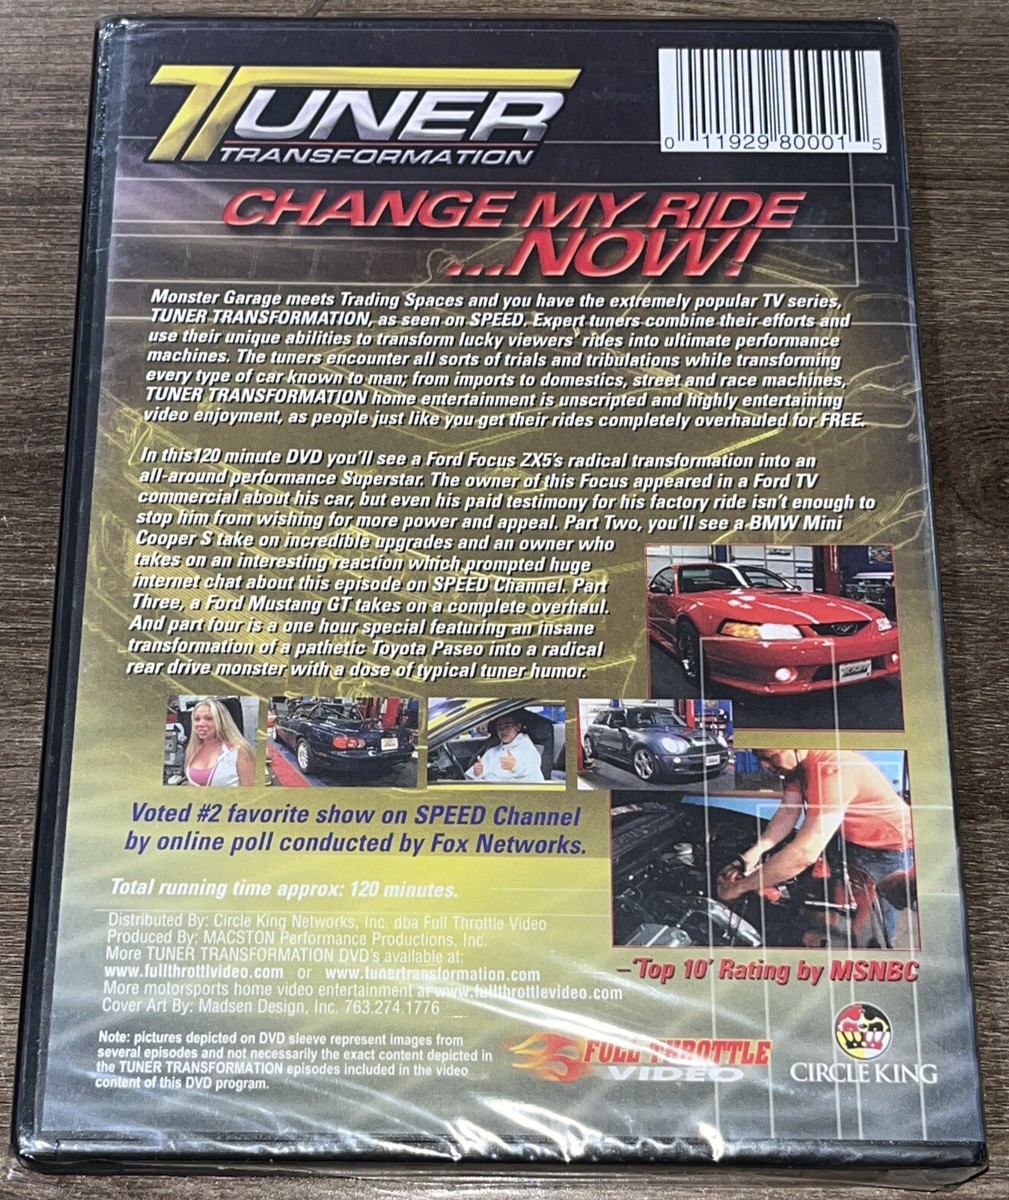 TUNER
TRANSFORMATION
0 11929 80001 5
CHANGE MY RIDE
...NOW!
Monster Garage meets Trading Spaces and you have the extremely popular TV series,
TUNER TRANSFORMATION, as seen on SPEED. Expert tuners combine their efforts and
use their unique abilities to transform lucky viewers' rides into ultimate performance
machines. The tuners encounter all sorts of trials and tribulations while transforming
every type of car known to man; from imports to domestics, street and race machines,
TUNER TRANSFORMATION home entertainment is unscripted and highly entertaining
video enjoyment, as people just like you get their rides completely overhauled for FREE.
In this120 minute DVD you'll see a Ford Focus ZX5's radical transformation into an
all-around performance Superstar. The owner of this Focus appeared in a Ford TV
commercial about his car, but even his paid testimony for his factory ride isn't enough to
stop him from wishing for more power and appeal. Part Two, you'll see a BMW Mini
Cooper S take on incredible upgrades and an owner who
takes on an interesting reaction which prompted huge
internet chat about this episode on SPEED Channel. Part
Three, a Ford Mustang GT takes on a complete overhaul.
And part four is a one hour special featuring an insane
transformation of a pathetic Toyota Paseo into a radical
rear drive monster with a dose of typical tuner humor.
Voted #2 favorite show on SPEED Channel
by online poll conducted by Fox Networks.
Total running time approx: 120 minutes.
Distributed By: Circle King Networks, Inc. dba Full Throttle Video
Produced By: MACSTON Performance Productions, Inc.
More TUNER TRANSFORMATION DVD's available at:
www.fullthrottlvideo.com or www.tunertransformation.com
More motorsports home video entertainment at www.fullthrottlevideo.com
Cover Art By: Madsen Design, Inc. 763.274.1776
–'Top 10' Rating by MSNBC
Note: pictures depicted on DVD sleeve represent images from
several episodes and not necessarily the exact content depicted in
the TUNER TRANSFORMATION episodes included in the video
content of this DVD program.
FULL THROTTLE
VIDEO
CIRCLE KING